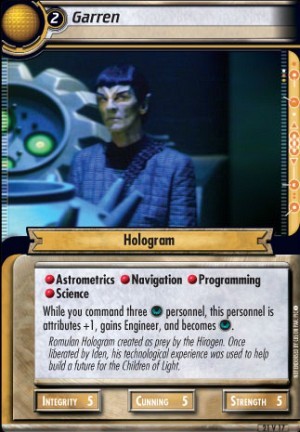 2 Garren
Hologram
Astrometrics Navigation Programming
Science
While you command three personnel, this personnel is
attributes +1, gains Engineer, and becomes .
Romulan Hologram created as prey by the Hirogen. Once
liberated by Iden, his technological experience was used to help
build a future for the Children of Light.
INTEGRITY 5 CUNNING 5 STRENGTH 5
51 V 17